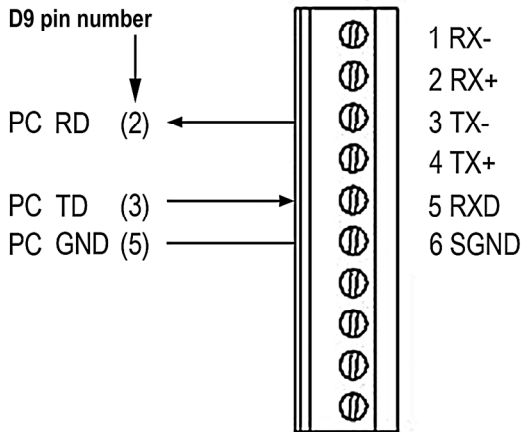 D9 pin number
1 RX-
2 RX+
PC RD (2)
3 TX-
4 TX+
PC TD (3)
5 RXD
PC GND (5)
6 SGND